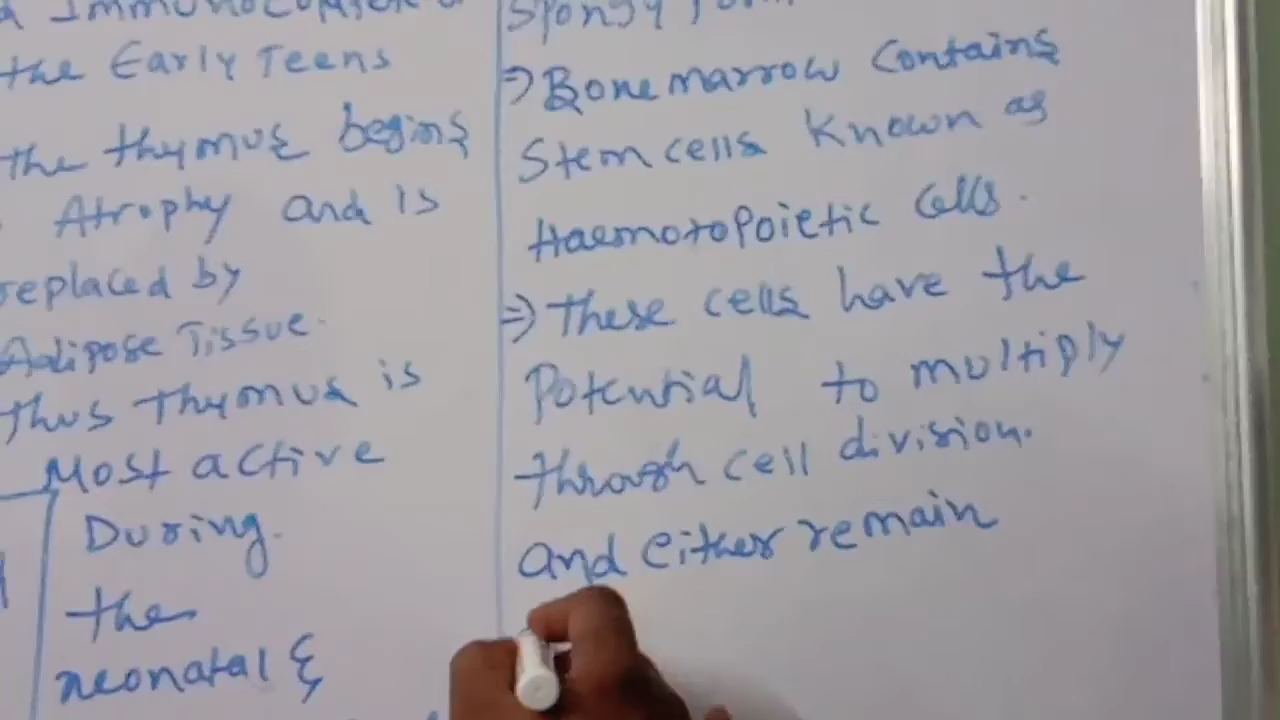 the Early Teens
the thymus begins
Atrophy and is
replaced by
Adipose Tissue.
thus Thymus is
Most active
During
the
neonatal &
Spongy
⇒ Bonemarrow Contains
Stem cells Known as
Haemotopoietic Cells.
⇒ These cells have the
Potential to multiply
through cell division.
and either remain